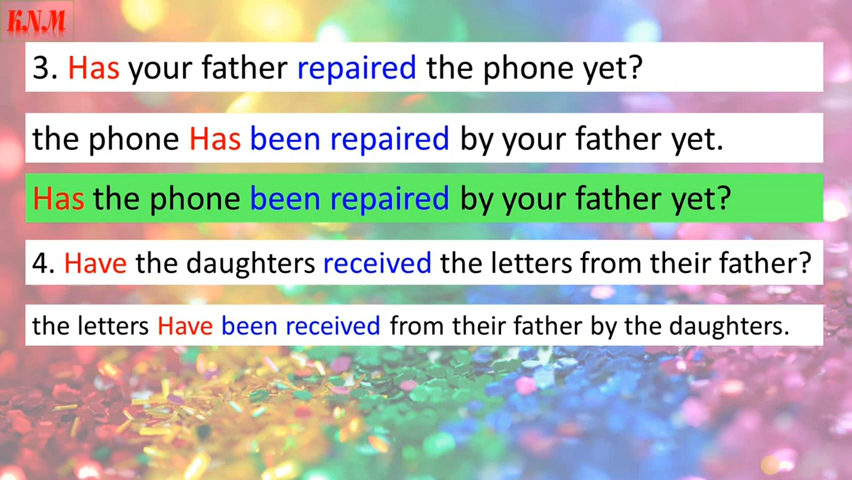 K.N.M
3. Has your father repaired the phone yet?
the phone Has been repaired by your father yet.
Has the phone been repaired by your father yet?
4. Have the daughters received the letters from their father?
the letters Have been received from their father by the daughters.